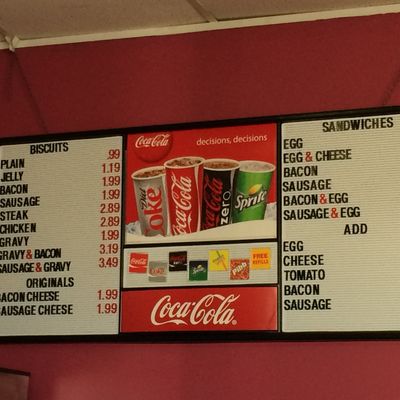 BISCUITS
PLAIN .99
JELLY 1.19
BACON 1.99
SAUSAGE 1.99
STEAK 2.89
CHICKEN 2.89
GRAVY 1.99
GRAVY & BACON 3.19
SAUSAGE & GRAVY 3.49
ORIGINALS
BACON CHEESE 1.99
SAUSAGE CHEESE 1.99
Coca-Cola
decisions, decisions.
Diet Coke
Coca-Cola
Coca-Cola zero
Sprite
FREE REFILLS
Coca-Cola
SANDWICHES
EGG
EGG & CHEESE
BACON
SAUSAGE
BACON & EGG
SAUSAGE & EGG
ADD
EGG
CHEESE
TOMATO
BACON
SAUSAGE